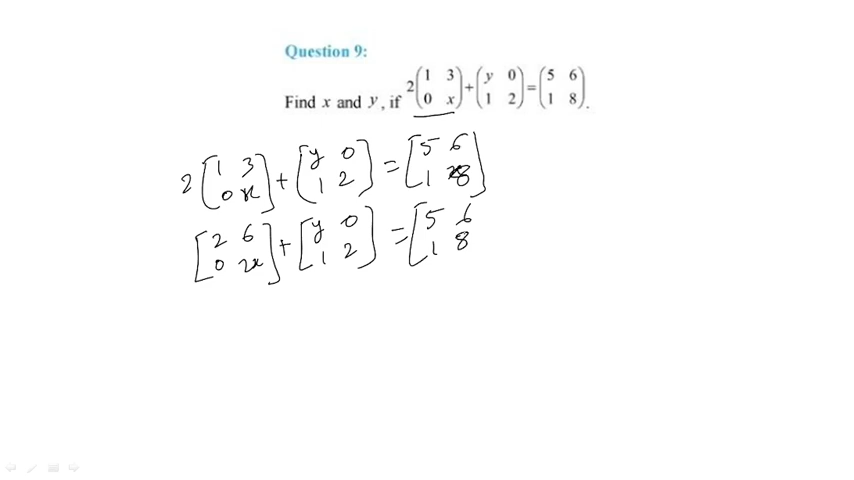 Question 9:
Find x and y, if 2(1 3 0 x)+(y 0 1 2)=(5 6 1 8).
2[1 3 0 x]+[y 0 1 2]=[5 6 1 8]
[2 6 0 2x]+[y 0 1 2]=[5 6 1 8